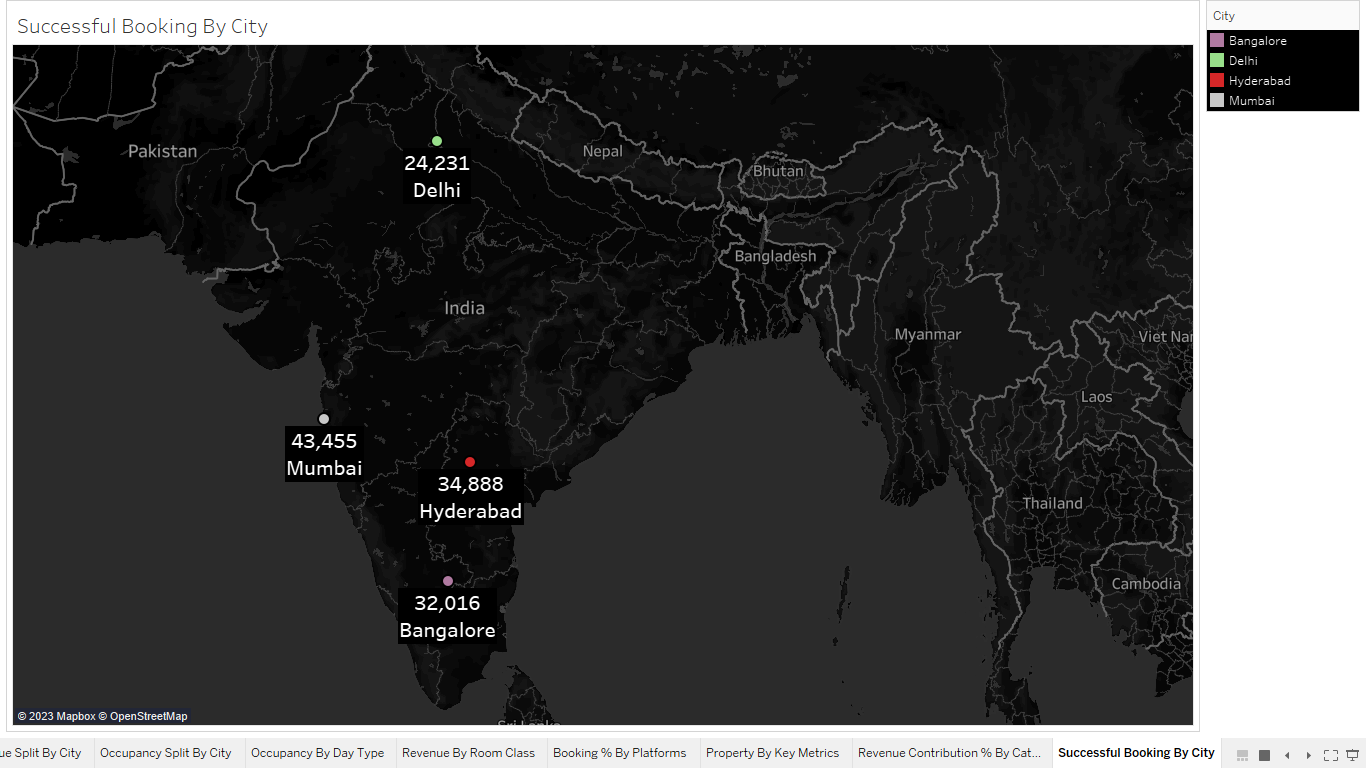 Successful Booking By City
City
Bangalore
Delhi
Hyderabad
Mumbai
Pakistan
Nepal
Bhutan
24,231
Delhi
Bangladesh
India
Myanmar
Viet Nar
Laos
43,455
Mumbai
34,888
Hyderabad
Thailand
Cambodia
32,016
Bangalore
Sri Lanka
© 2023 Mapbox © OpenStreetMap
ue Split By City
Occupancy Split By City
Occupancy By Day Type
Revenue By Room Class
Booking % By Platforms
Property By Key Metrics
Revenue Contribution % By Cat...
Successful Booking By City